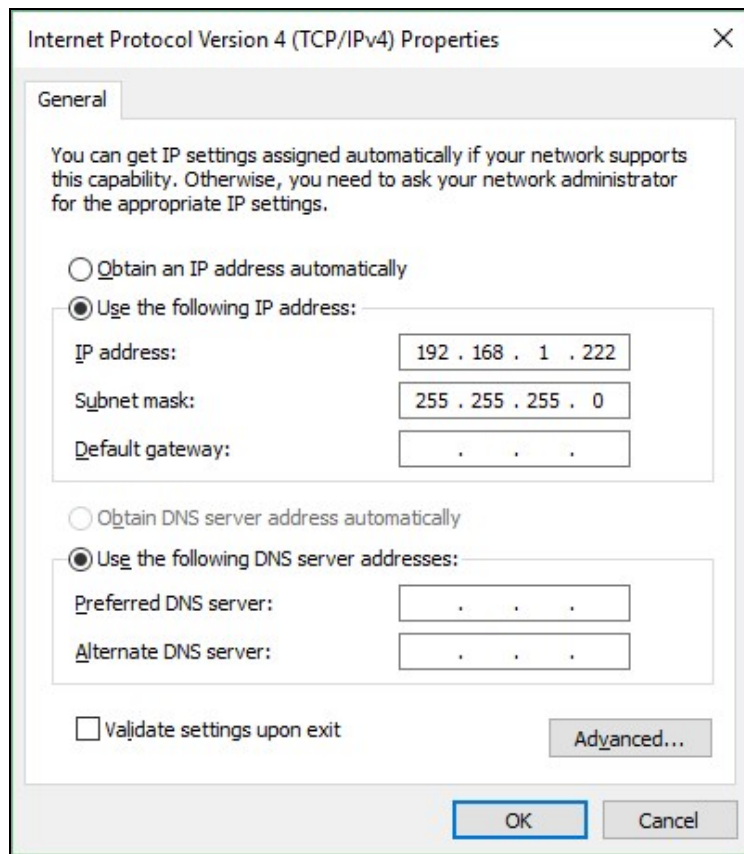 Internet Protocol Version 4 (TCP/IPv4) Properties
General
You can get IP settings assigned automatically if your network supports
this capability. Otherwise, you need to ask your network administrator
for the appropriate IP settings.
Obtain an IP address automatically
Use the following IP address:
IP address: 192 . 168 . 1 . 222
Subnet mask: 255 . 255 . 255 . 0
Default gateway: . . .
Obtain DNS server address automatically
Use the following DNS server addresses:
Preferred DNS server: . . .
Alternate DNS server: . . .
Validate settings upon exit
Advanced...
OK Cancel